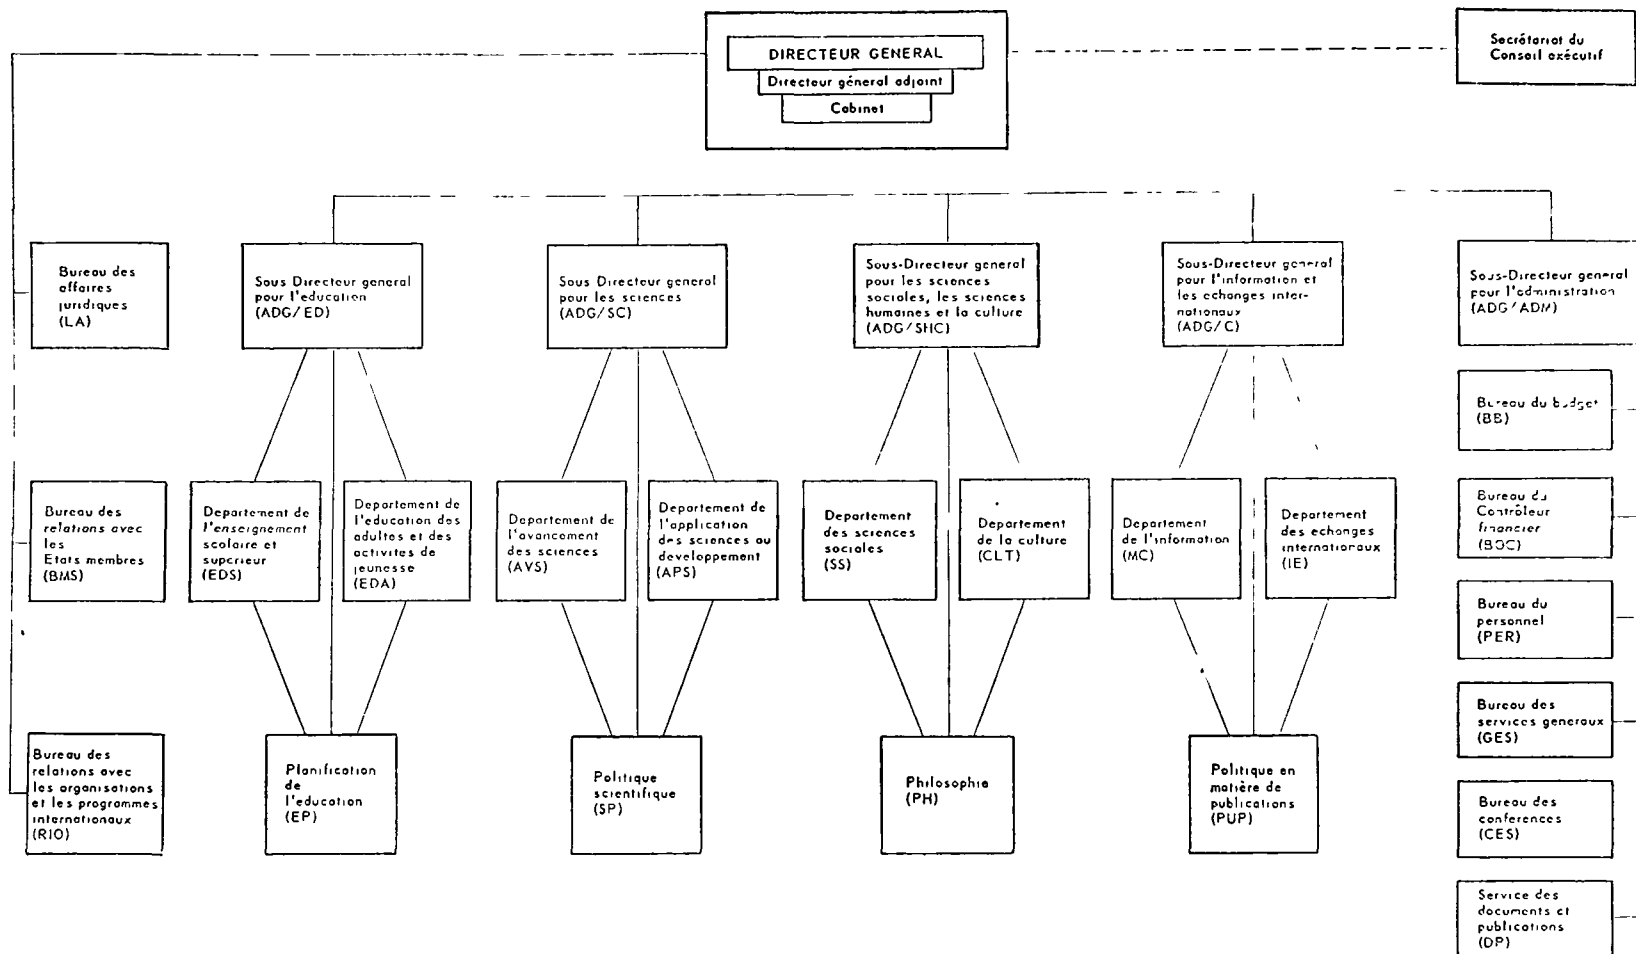 DIRECTEUR GENERAL
Directeur géneral adjoint
Cabinet
Secrétariat du
Conseil exécutif
Bureau des
affaires
juridiques
(LA)
Sous Directeur general
pour l'education
(ADG/ED)
Sous Directeur general
pour les sciences
(ADG/SC)
Sous-Directeur general
pour les sciences
sociales, les sciences
humaines et la culture
(ADG/SHC)
Sous-Directeur general
pour l'information et
les echanges inter-
nationaux
(ADG/C)
Sous-Directeur general
pour l'administration
(ADG/ADM)
Bureau du budget
(BB)
Bureau des
relations avec
les
Etats membres
(BMS)
Departement de
l'enseignement
scolaire et
superieur
(EDS)
Departement de
l'education des
adultes et des
activites de
jeunesse
(EDA)
Departement de
l'avancement
des sciences
(AVS)
Departement de
l'application
des sciences au
developpement
(APS)
Departement
des sciences
sociales
(SS)
Departement
de la culture
(CLT)
Departement
de l'information
(MC)
Departement
des echanges
internationaux
(IE)
Bureau du
Contrôleur
financier
(BOC)
Bureau du
personnel
(PER)
Bureau des
services generaux
(GES)
Bureau des
relations avec
les organisations
et les programmes
internationaux
(RIO)
Planification
de
l'education
(EP)
Politique
scientifique
(SP)
Philosophie
(PH)
Politique en
matière de
publications
(PUP)
Bureau des
conferences
(CES)
Service des
documents et
publications
(DP)